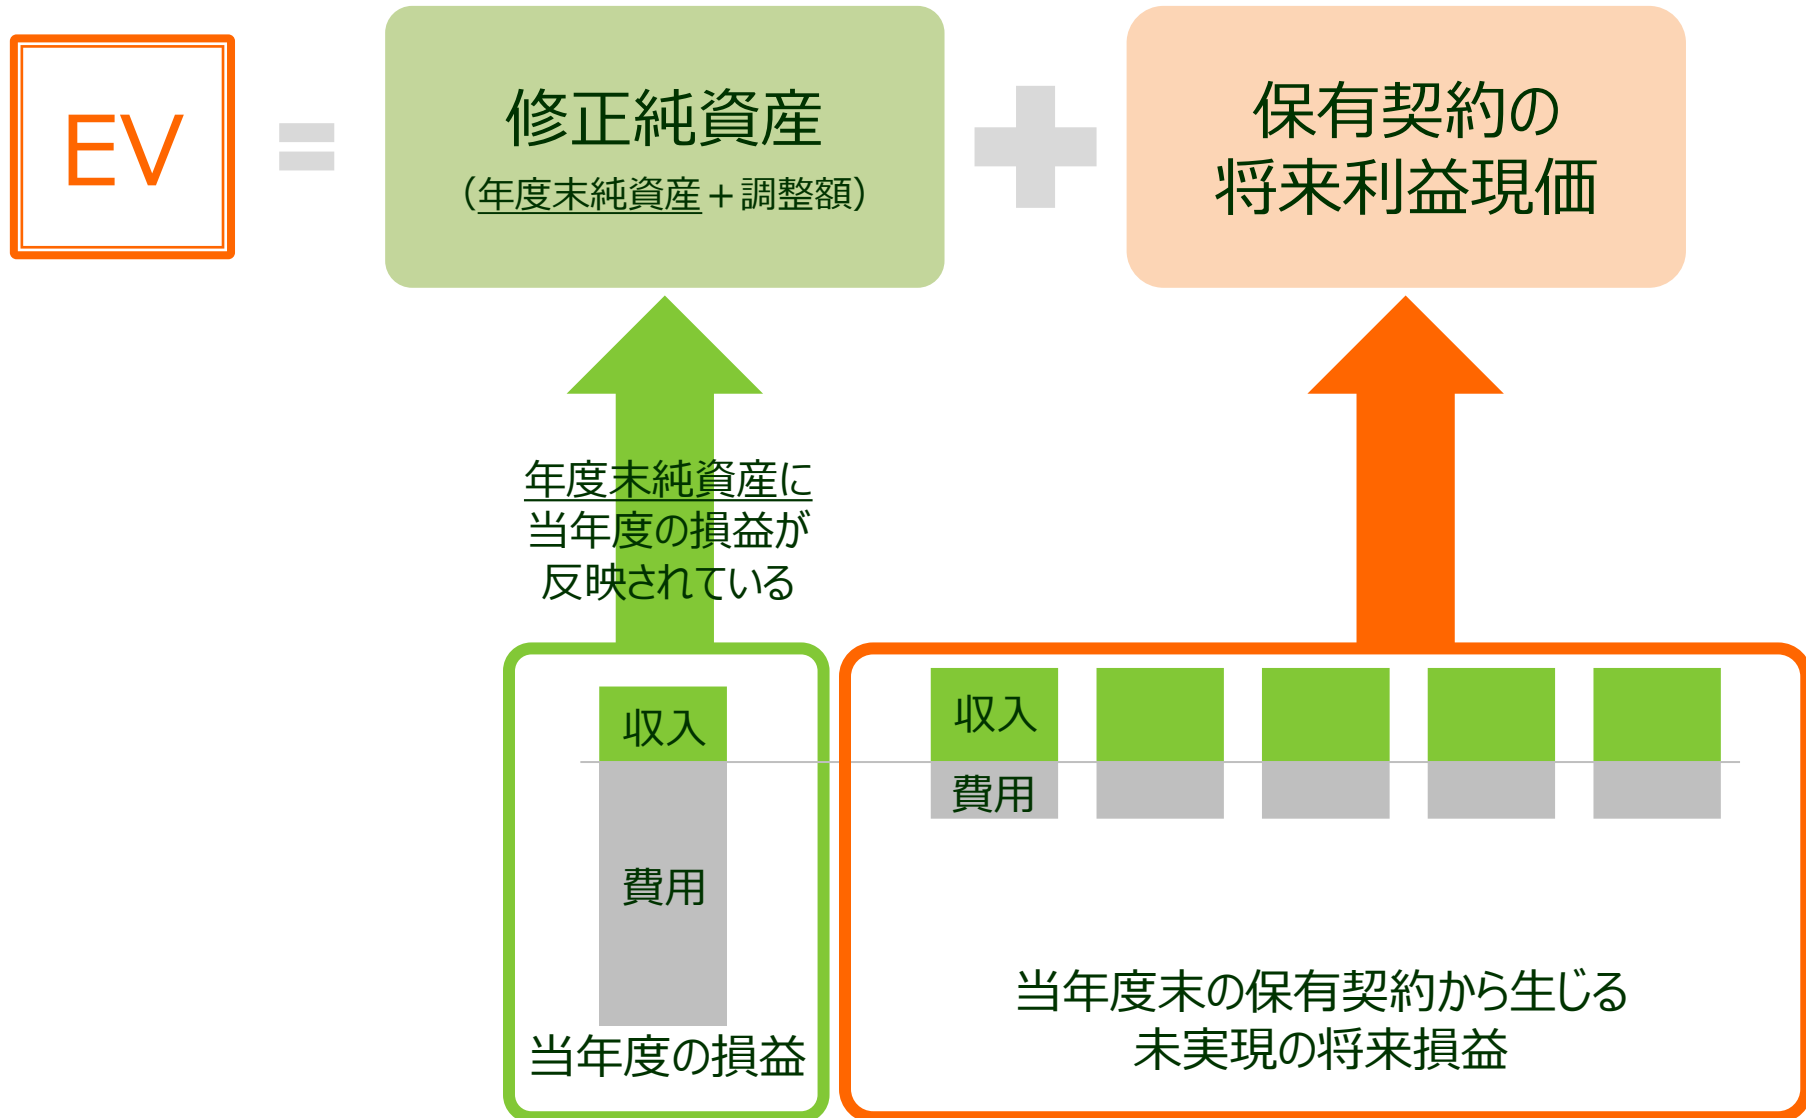 EV
=
修正純資産
（年度末純資産＋調整額）
保有契約の
将来利益現価
年度末純資産に
当年度の損益が
反映されている
収入
費用
当年度の損益
収入
費用
当年度末の保有契約から生じる
未実現の将来損益